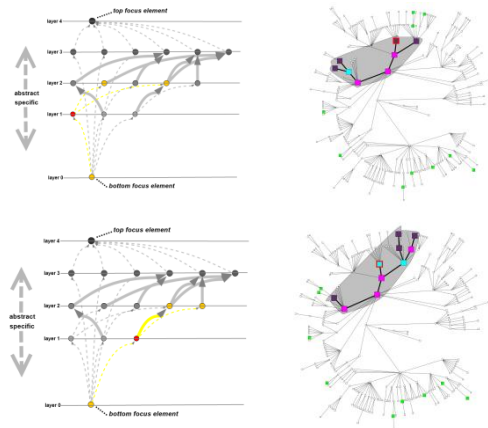 top focus element
layer 4
layer 3
layer 2
abstract
specific
layer 1
layer 0
bottom focus element
top focus element
layer 4
layer 3
layer 2
abstract
specific
layer 1
layer 0
bottom focus element